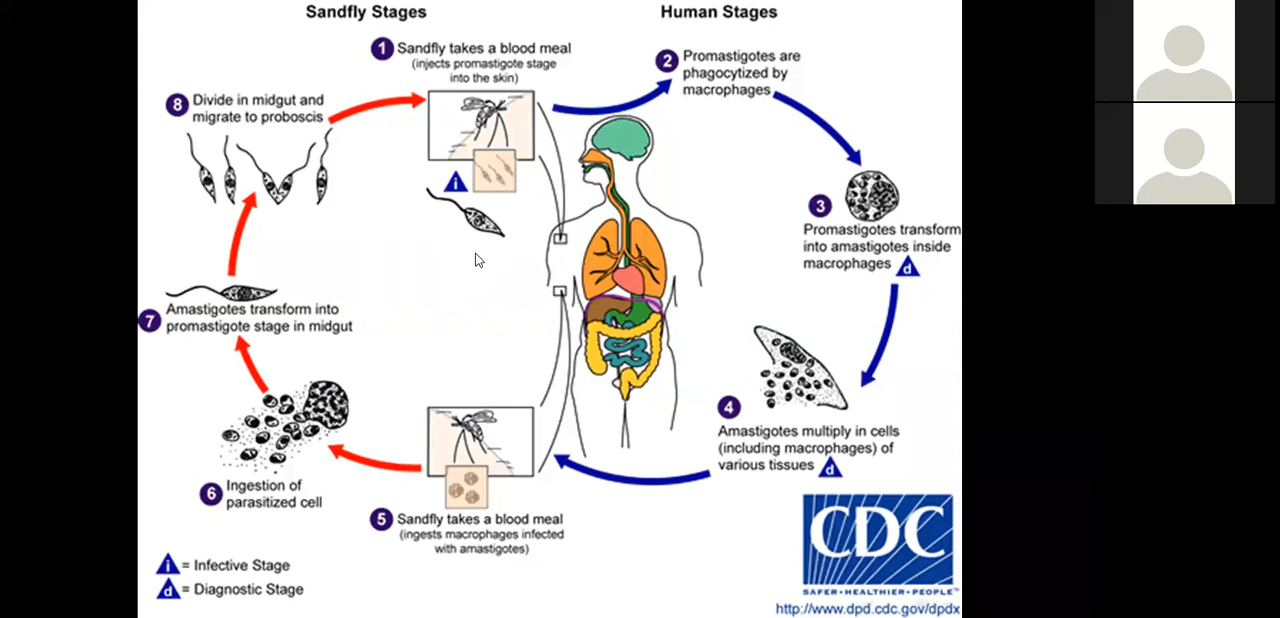 Sandfly Stages
Human Stages
1 Sandfly takes a blood meal
(injects promastigote stage
into the skin)
2 Promastigotes are
phagocytized by
macrophages
8 Divide in midgut and
migrate to proboscis
i
3
Promastigotes transform
into amastigotes inside
macrophages d
7 Amastigotes transform into
promastigote stage in midgut
4
Amastigotes multiply in cells
(including macrophages) of
various tissues d
6 Ingestion of
parasitized cell
5 Sandfly takes a blood meal
(ingests macrophages infected
with amastigotes)
i = Infective Stage
d = Diagnostic Stage
CDC
SAFER·HEALTHIER·PEOPLE™
http://www.dpd.cdc.gov/dpdx